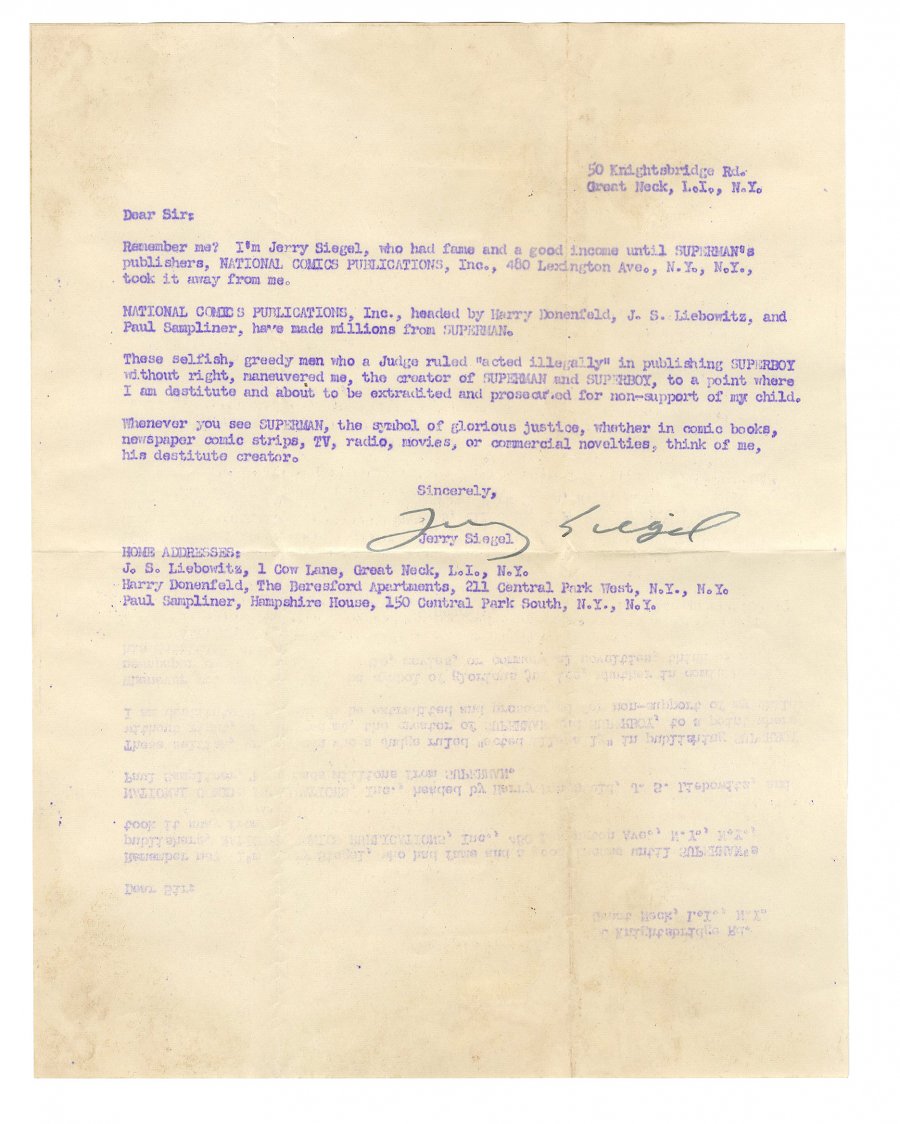 50 Knightsbridge Rd.
Great Neck, L.I., N.Y.
Dear Sir:
Remember me? I'm Jerry Siegel, who had fame and a good income until SUPERMAN's
publishers, NATIONAL COMICS PUBLICATIONS, Inc., 480 Lexington Ave., N.Y., N.Y.,
took it away from me.
NATIONAL COMICS PUBLICATIONS, Inc., headed by Harry Donenfeld, J. S. Liebowitz, and
Paul Sampliner, have made millions from SUPERMAN.
These selfish, greedy men who a Judge ruled "acted illegally" in publishing SUPERBOY
without right, maneuvered me, the creator of SUPERMAN and SUPERBOY, to a point where
I am destitute and about to be extradited and prosecuted for non-support of my child.
Whenever you see SUPERMAN, the symbol of glorious justice, whether in comic books,
newspaper comic strips, TV, radio, movies, or commercial novelties, think of me,
his destitute creator.
Sincerely,
Jerry Siegel
Jerry Siegel
HOME ADDRESSES:
J. S. Liebowitz, 1 Cow Lane, Great Neck, L.I., N.Y.
Harry Donenfeld, The Beresford Apartments, 211 Central Park West, N.Y., N.Y.
Paul Sampliner, Hampshire House, 150 Central Park South, N.Y., N.Y.